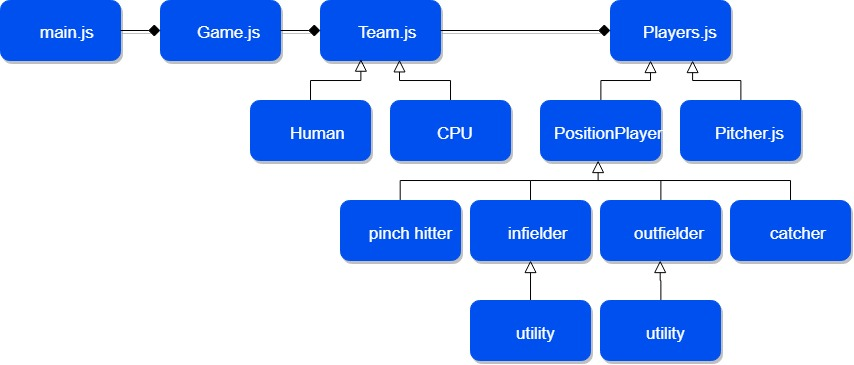 main.js
Game.js
Team.js
Players.js
Human
CPU
PositionPlayer
Pitcher.js
pinch hitter
infielder
outfielder
catcher
utility
utility